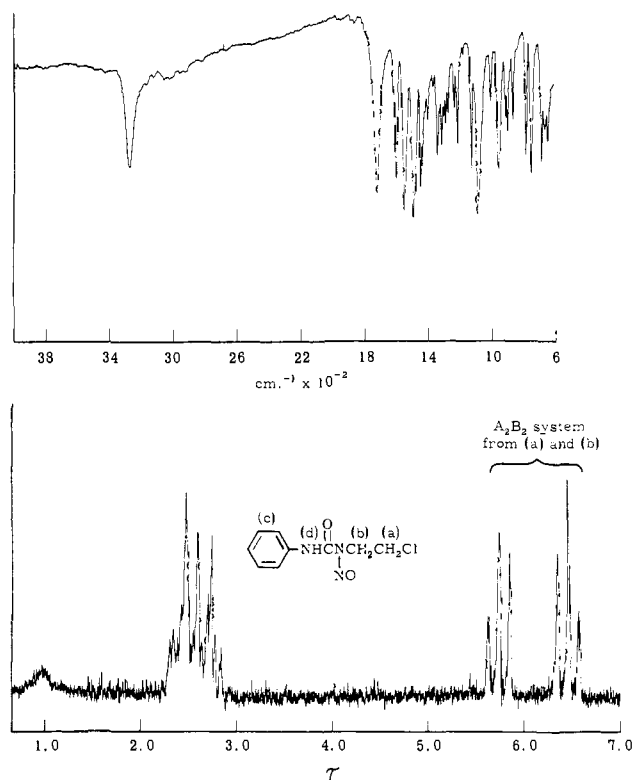 38 34 30 26 22 18 14 10 6
cm.⁻¹ x 10⁻²
A₂B₂ system
from (a) and (b)
(c) (d) O (b) (a)
NHCNCH₂CH₂Cl
NO
1.0 2.0 3.0 4.0 5.0 6.0 7.0
τ